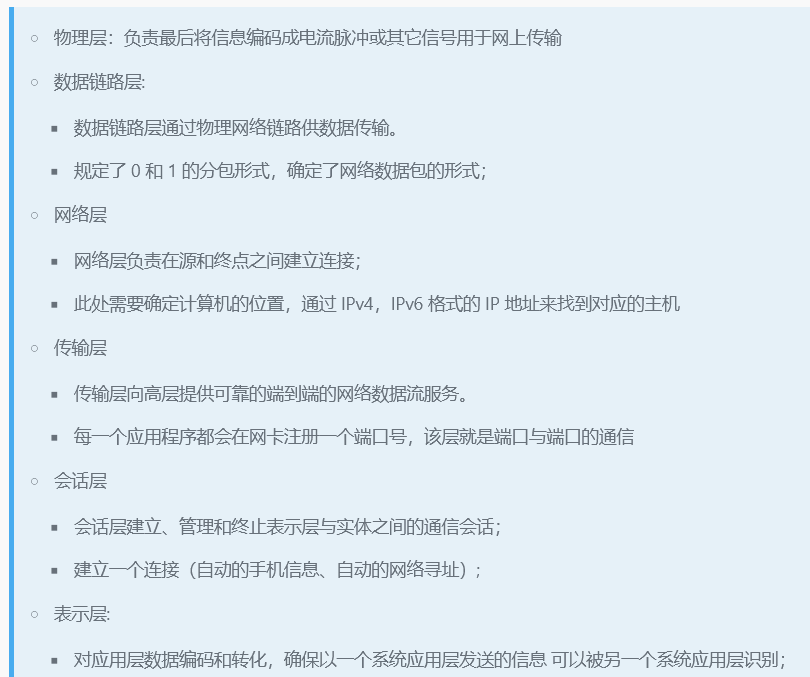 物理层：负责最后将信息编码成电流脉冲或其它信号用于网上传输
数据链路层:
数据链路层通过物理网络链路供数据传输。
规定了 0 和 1 的分包形式，确定了网络数据包的形式；
网络层
网络层负责在源和终点之间建立连接；
此处需要确定计算机的位置，通过 IPv4，IPv6 格式的 IP 地址来找到对应的主机
传输层
传输层向高层提供可靠的端到端的网络数据流服务。
每一个应用程序都会在网卡注册一个端口号，该层就是端口与端口的通信
会话层
会话层建立、管理和终止表示层与实体之间的通信会话；
建立一个连接（自动的手机信息、自动的网络寻址）;
表示层:
对应用层数据编码和转化，确保以一个系统应用层发送的信息 可以被另一个系统应用层识别；